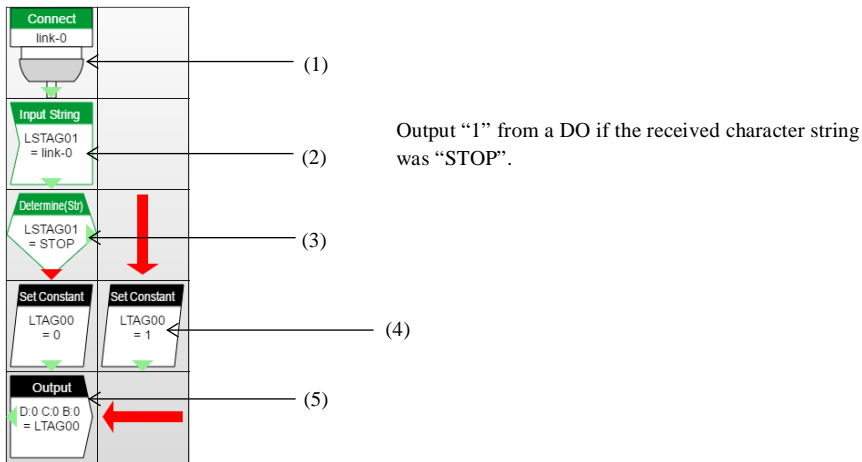 Connect
link-0
(1)
Input String
LSTAG01
= link-0
(2)
Output “1” from a DO if the received character string
was “STOP”.
Determine(Str)
LSTAG01
= STOP
(3)
Set Constant
LTAG00
= 0
Set Constant
LTAG00
= 1
(4)
Output
D:0 C:0 B:0
= LTAG00
(5)